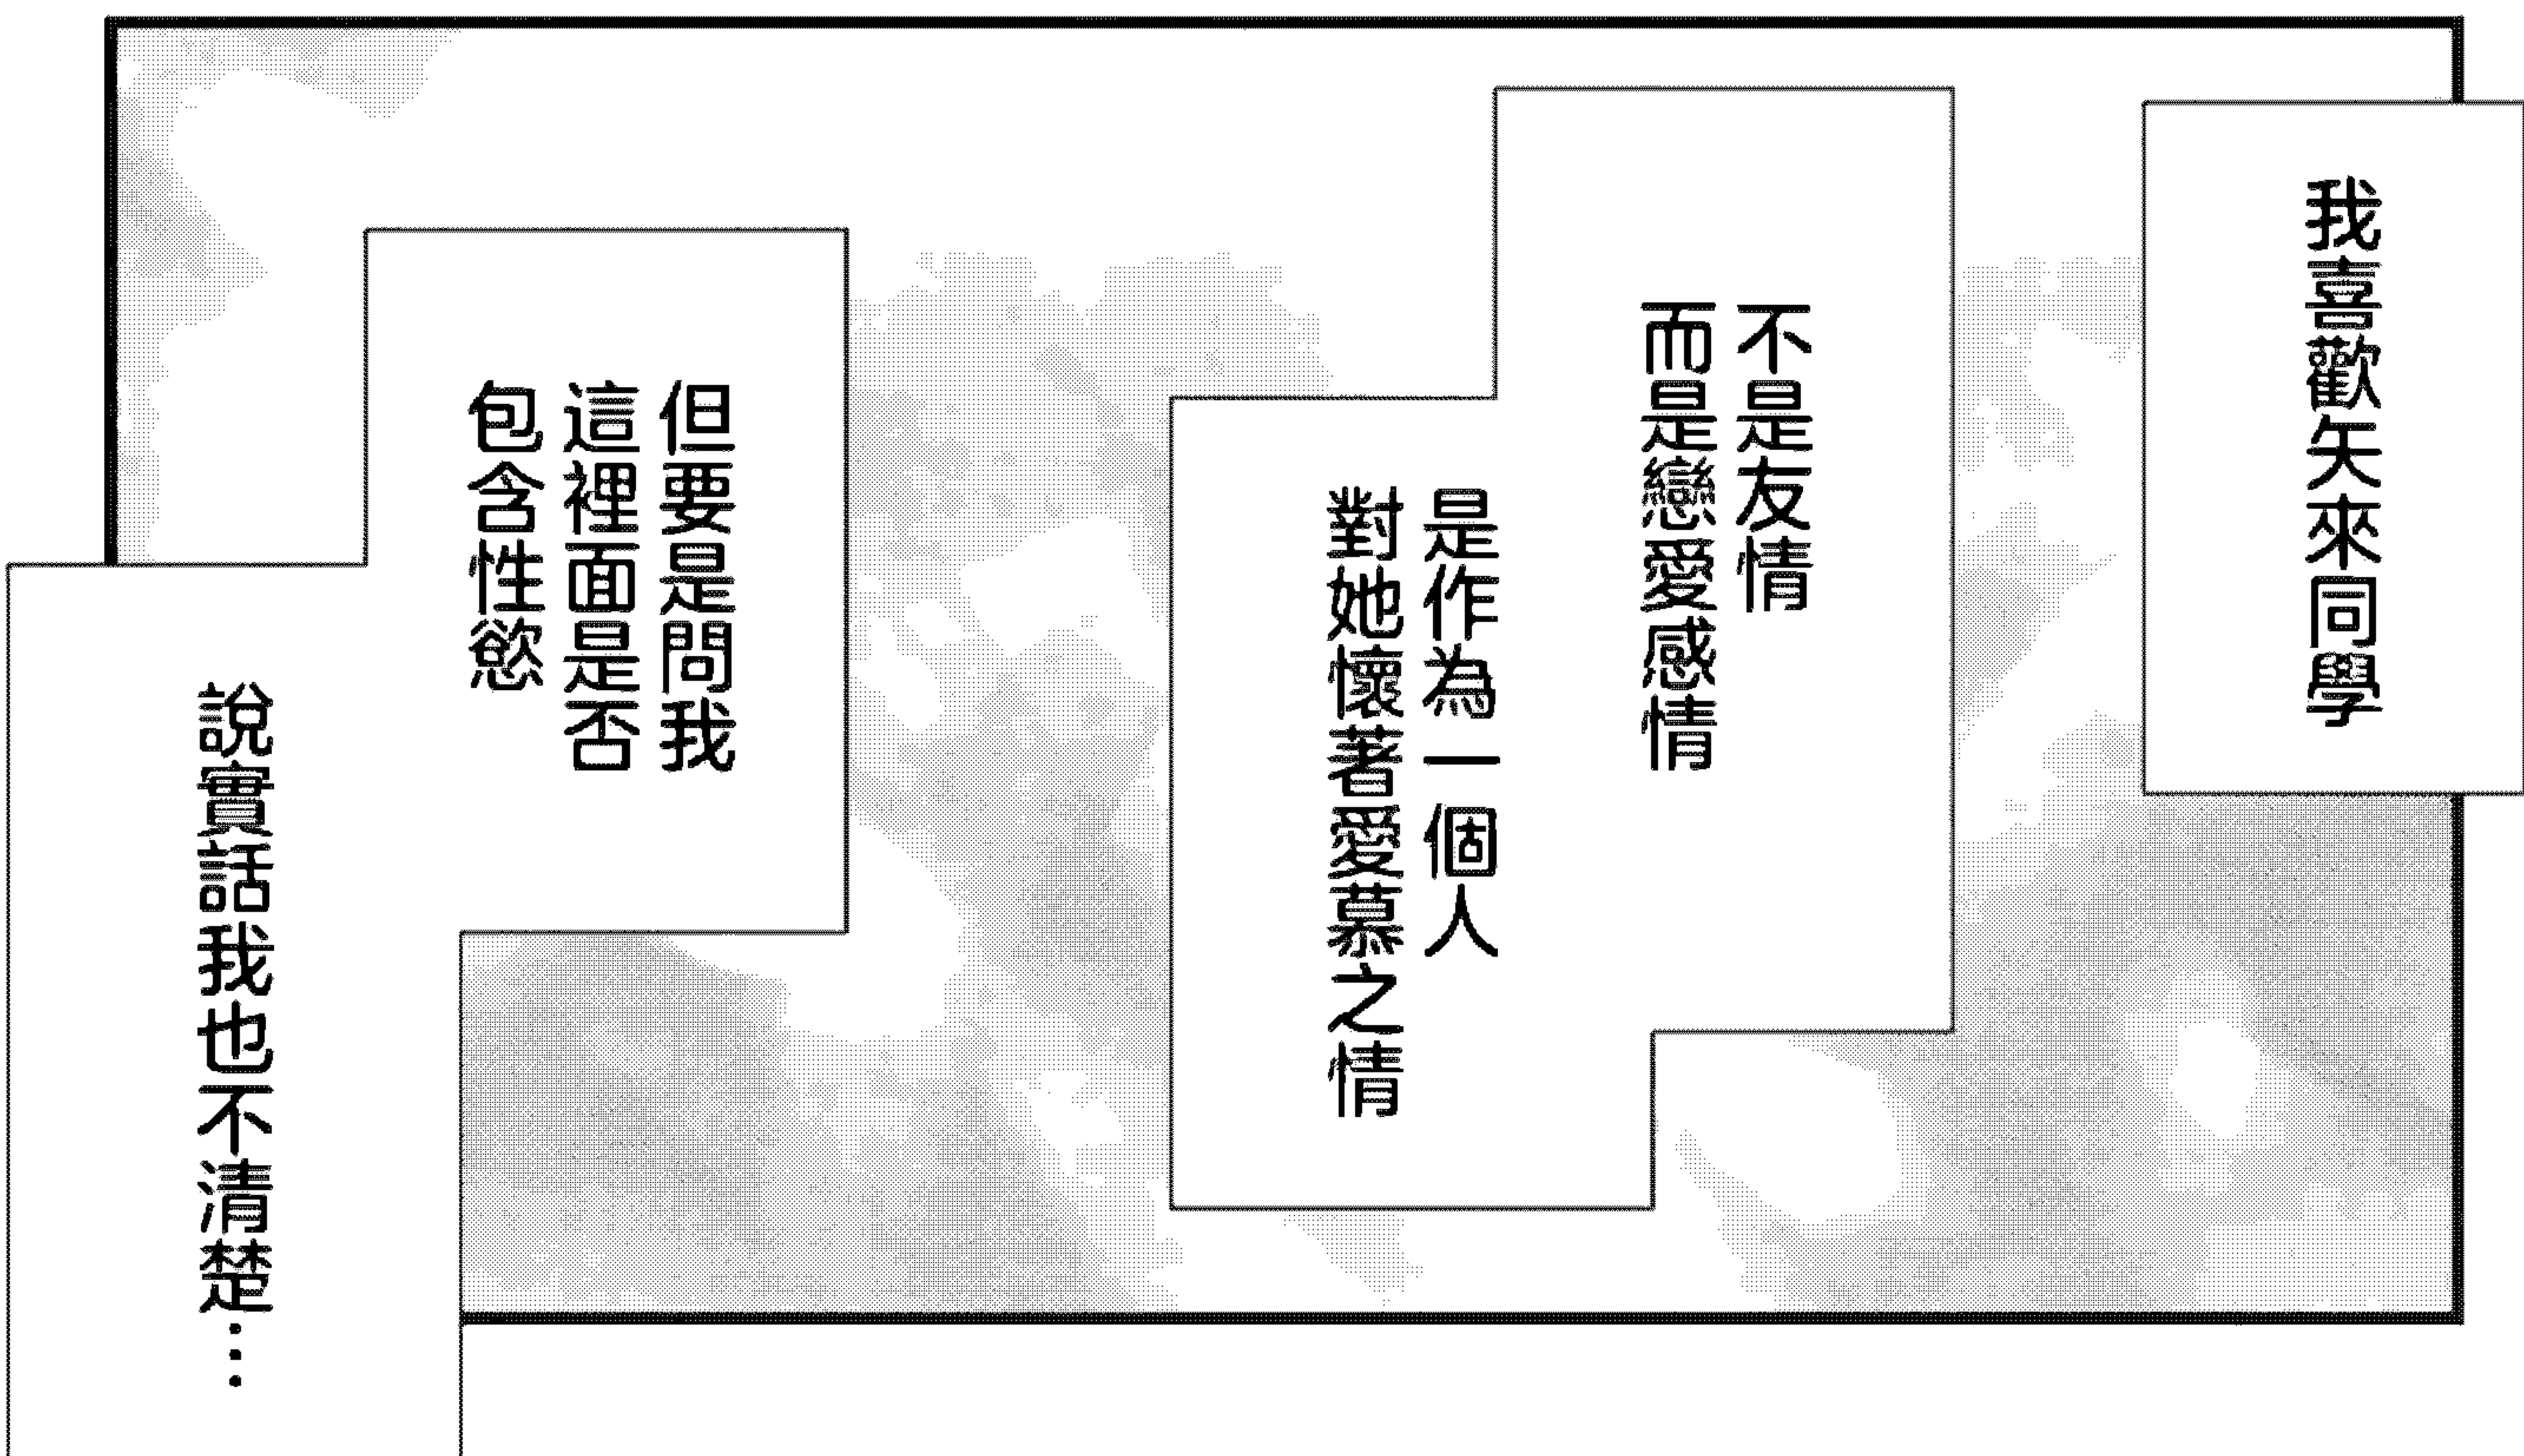 我喜歡矢來同學
不是友情
而是戀愛感情
是作為一個人
對她懷著愛慕之情
但要是問我
這裡面是否
包含性慾
說實話我也不清楚…